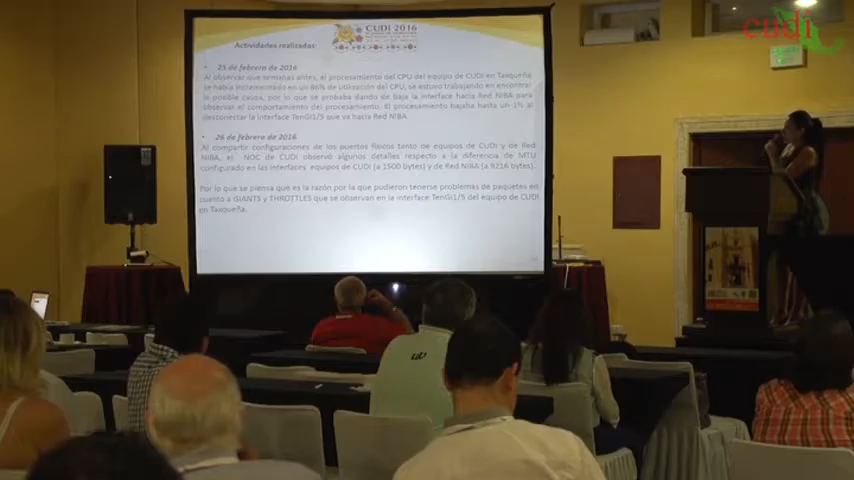 CUDI 2016
Actividades realizadas:
• 25 de febrero de 2016
Al observar que semanas antes, el procesamiento del CPU del equipo de CUDI en Taxqueña,
se había incrementado en un 86% de utilización del CPU, se estuvo trabajando en encontrar
la posible causa, por lo que se probaba dando de baja la interface hacia Red NIBA para
observar el comportamiento del procesamiento. El procesamiento bajaba hasta un 1% al
desconectar la interface TenGi1/5 que va hacia Red NIBA.
• 26 de febrero de 2016
Al compartir configuraciones de los puertos físicos tanto de equipos de CUDI y de Red
NIBA, el NOC de CUDI observó algunos detalles respecto a la diferencia de MTU
configurado en las interfaces equipos de CUDI (a 1500 bytes) y de Red NIBA (a 9216 bytes).
Por lo que se piensa que es la razón por la que pudieron tenerse problemas de paquetes en
cuanto a GIANTS y THROTTLES que se observan en la interface TenGi1/5 del equipo de CUDI
en Taxqueña.
cudi